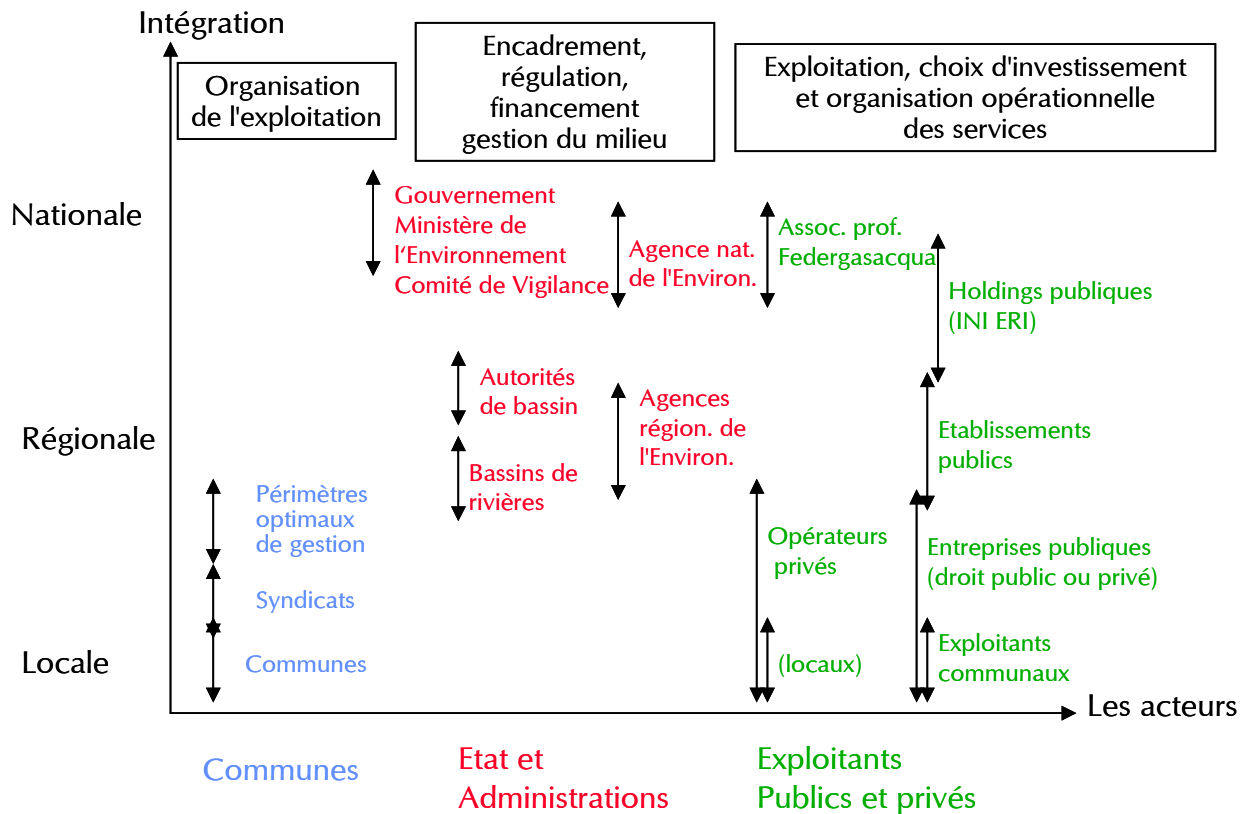 Intégration
Organisation
de l'exploitation
Encadrement,
régulation,
financement
gestion du milieu
Exploitation, choix d'investissement
et organisation opérationnelle
des services
Nationale
Gouvernement
Ministère de
l‘Environnement
Comité de Vigilance
Agence nat.
de l'Environ.
Assoc. prof.
Federgasacqua
Holdings publiques
(INI ERI)
Régionale
Autorités
de bassin
Agences
région. de
l'Environ.
Etablissements
publics
Bassins de
rivières
Périmètres
optimaux
de gestion
Opérateurs
privés
Entreprises publiques
(droit public ou privé)
Syndicats
Locale
Communes
(locaux)
Exploitants
communaux
Les acteurs
Communes
Etat et
Administrations
Exploitants
Publics et privés